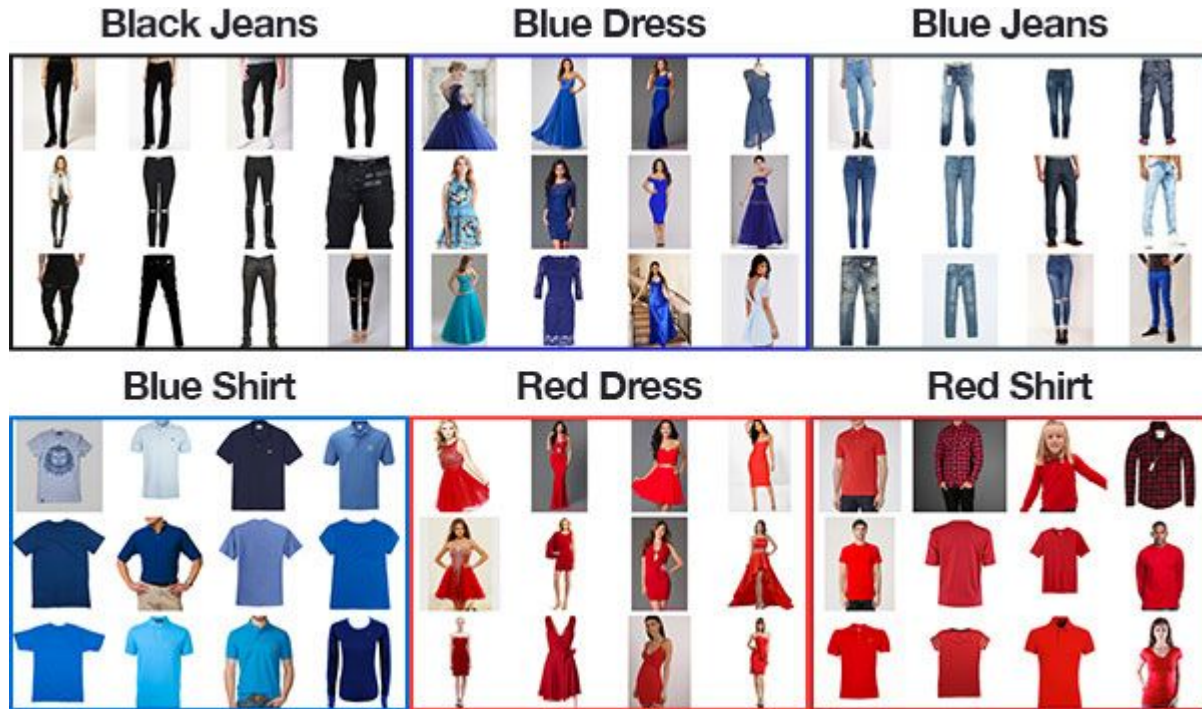 Black Jeans
Blue Dress
Blue Jeans
Blue Shirt
Red Dress
Red Shirt